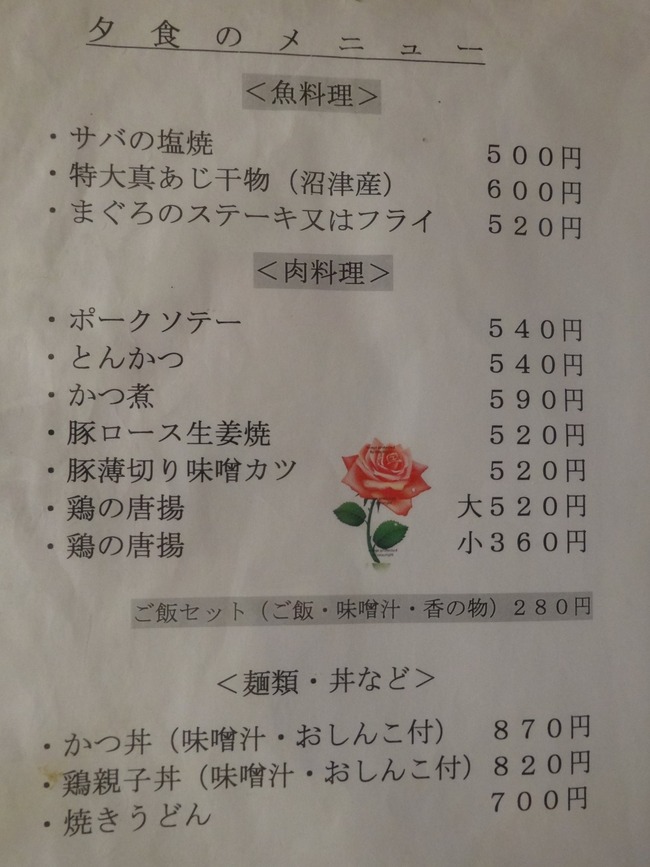 夕食のメニュー
＜魚料理＞
・サバの塩焼 ５００円
・特大真あじ干物（沼津産） ６００円
・まぐろのステーキ又はフライ ５２０円
＜肉料理＞
・ポークソテー ５４０円
・とんかつ ５４０円
・かつ煮 ５９０円
・豚ロース生姜焼 ５２０円
・豚薄切り味噌カツ ５２０円
・鶏の唐揚 大５２０円
・鶏の唐揚 小３６０円
ご飯セット（ご飯・味噌汁・香の物）２８０円
＜麺類・丼など＞
・かつ丼（味噌汁・おしんこ付） ８７０円
・鶏親子丼（味噌汁・おしんこ付） ８２０円
・焼きうどん ７００円